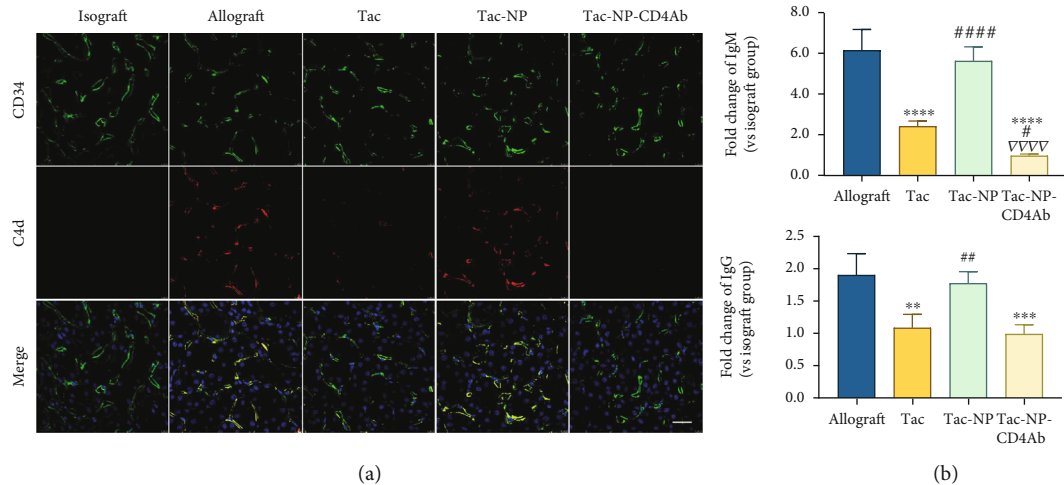 Isograft Allograft Tac Tac-NP Tac-NP-CD4Ab
CD34
C4d
Merge
(a)
Fold change of IgM
(vs isograft group)
8.0
6.0
4.0
2.0
0.0
****
####
****
#
∇∇∇∇
Allograft Tac Tac-NP Tac-NP-
CD4Ab
Fold change of IgG
(vs isograft group)
2.5
2.0
1.5
1.0
0.5
0.0
**
##
***
Allograft Tac Tac-NP Tac-NP-
CD4Ab
(b)